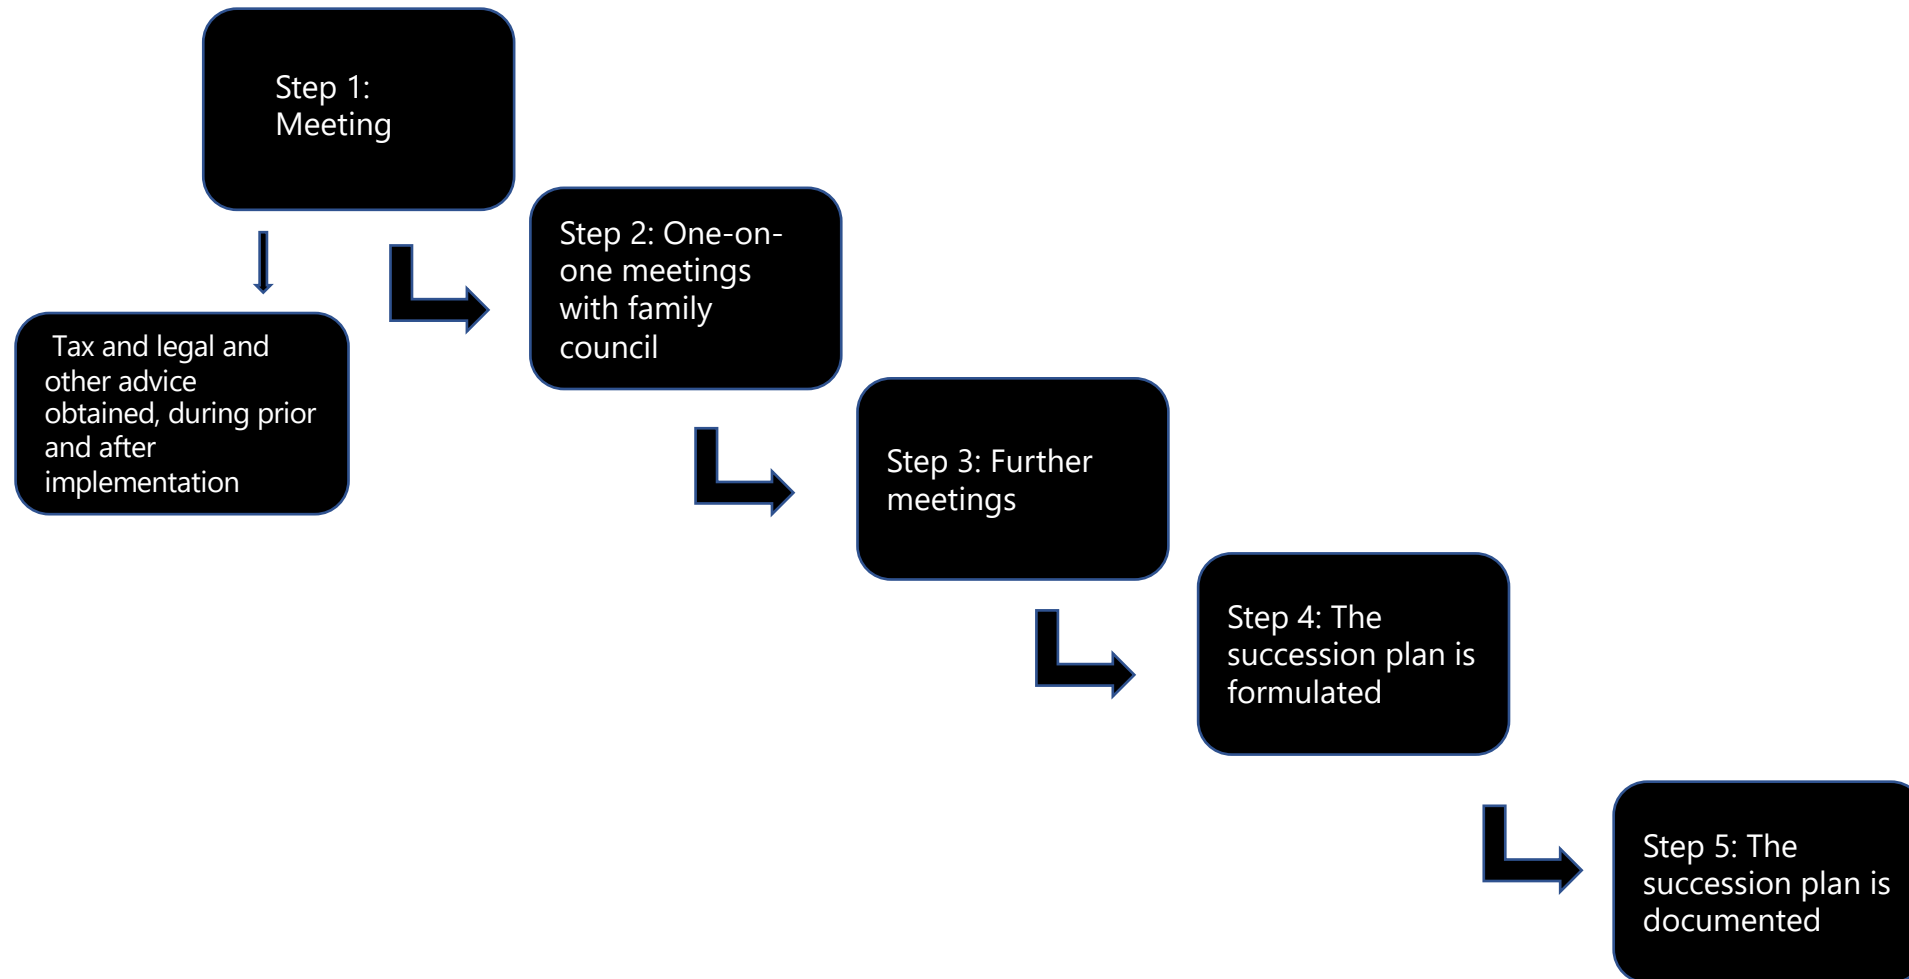 Step 1:
Meeting
Step 2: One-on-
one meetings
with family
council
Tax and legal and
other advice
obtained, during prior
and after
implementation
Step 3: Further
meetings
Step 4: The
succession plan is
formulated
Step 5: The
succession plan is
documented